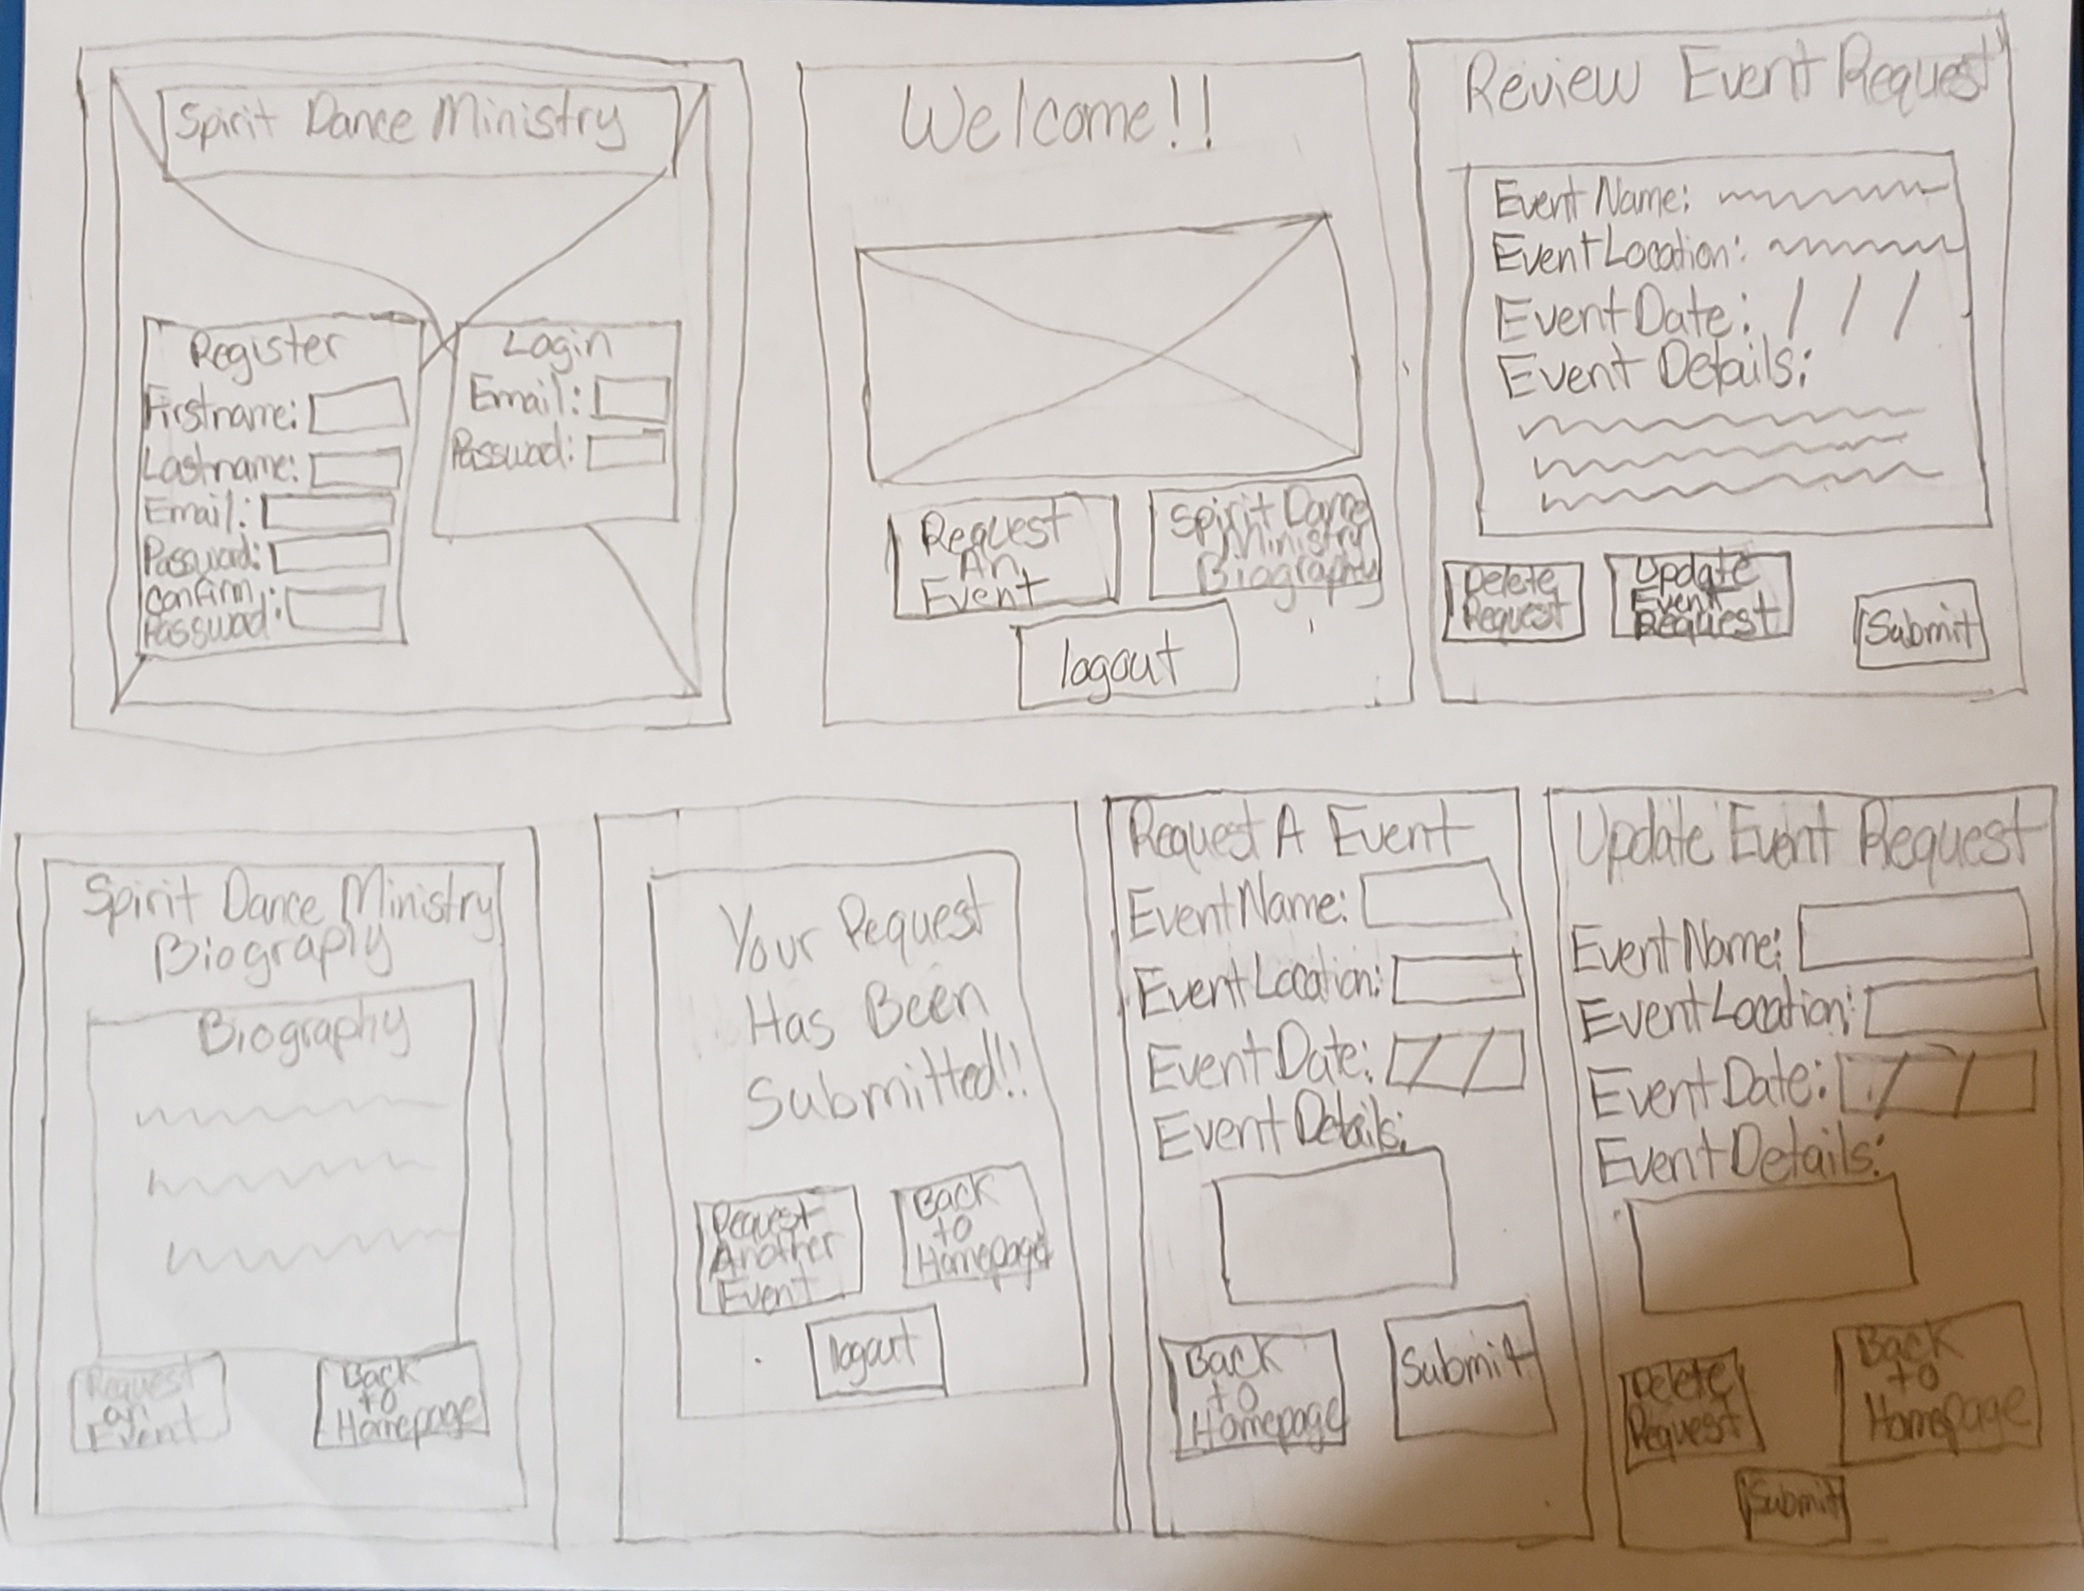 Spirit Dance Ministry
Register
Firstname:
Lastname:
Email:
Password:
Confirm
Password:
Login
Email:
Password:
Welcome!!
Request
An
Event
Spirit Dance
Ministry
Biography
logout
Review Event Request
Event Name:
Event Location:
Event Date: / / /
Event Details:
Delete
Request
Update
Event
Request
Submit
Spirit Dance Ministry
Biography
Biography
Request
an
Event
Back
to
Homepage
Your Request
Has Been
Submitted!!
Request
Another
Event
Back
to
Homepage
logout
Request A Event
Event Name:
Event Location:
Event Date: / /
Event Details:
Back
to
Homepage
Submit
Update Event Request
Event Name:
Event Location:
Event Date: / /
Event Details:
Delete
Request
Back
to
Homepage
Submit